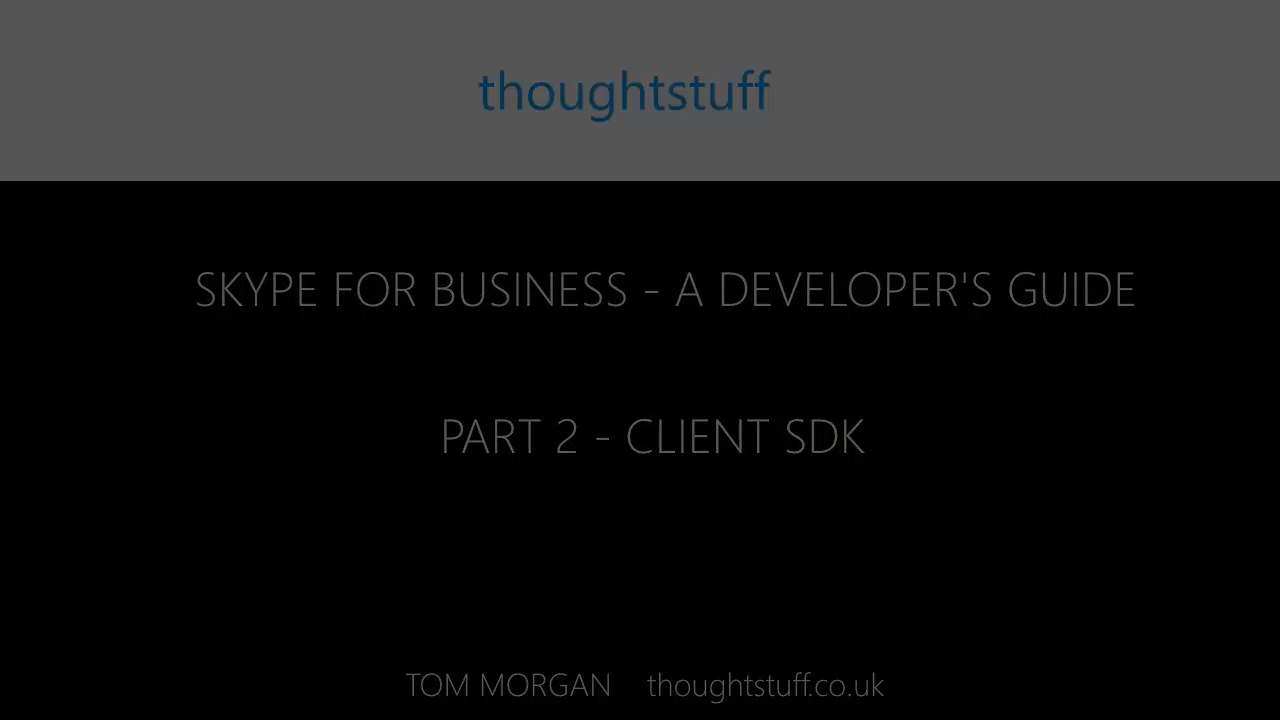 thoughtstuff
SKYPE FOR BUSINESS - A DEVELOPER'S GUIDE
PART 2 - CLIENT SDK
TOM MORGAN thoughtstuff.co.uk